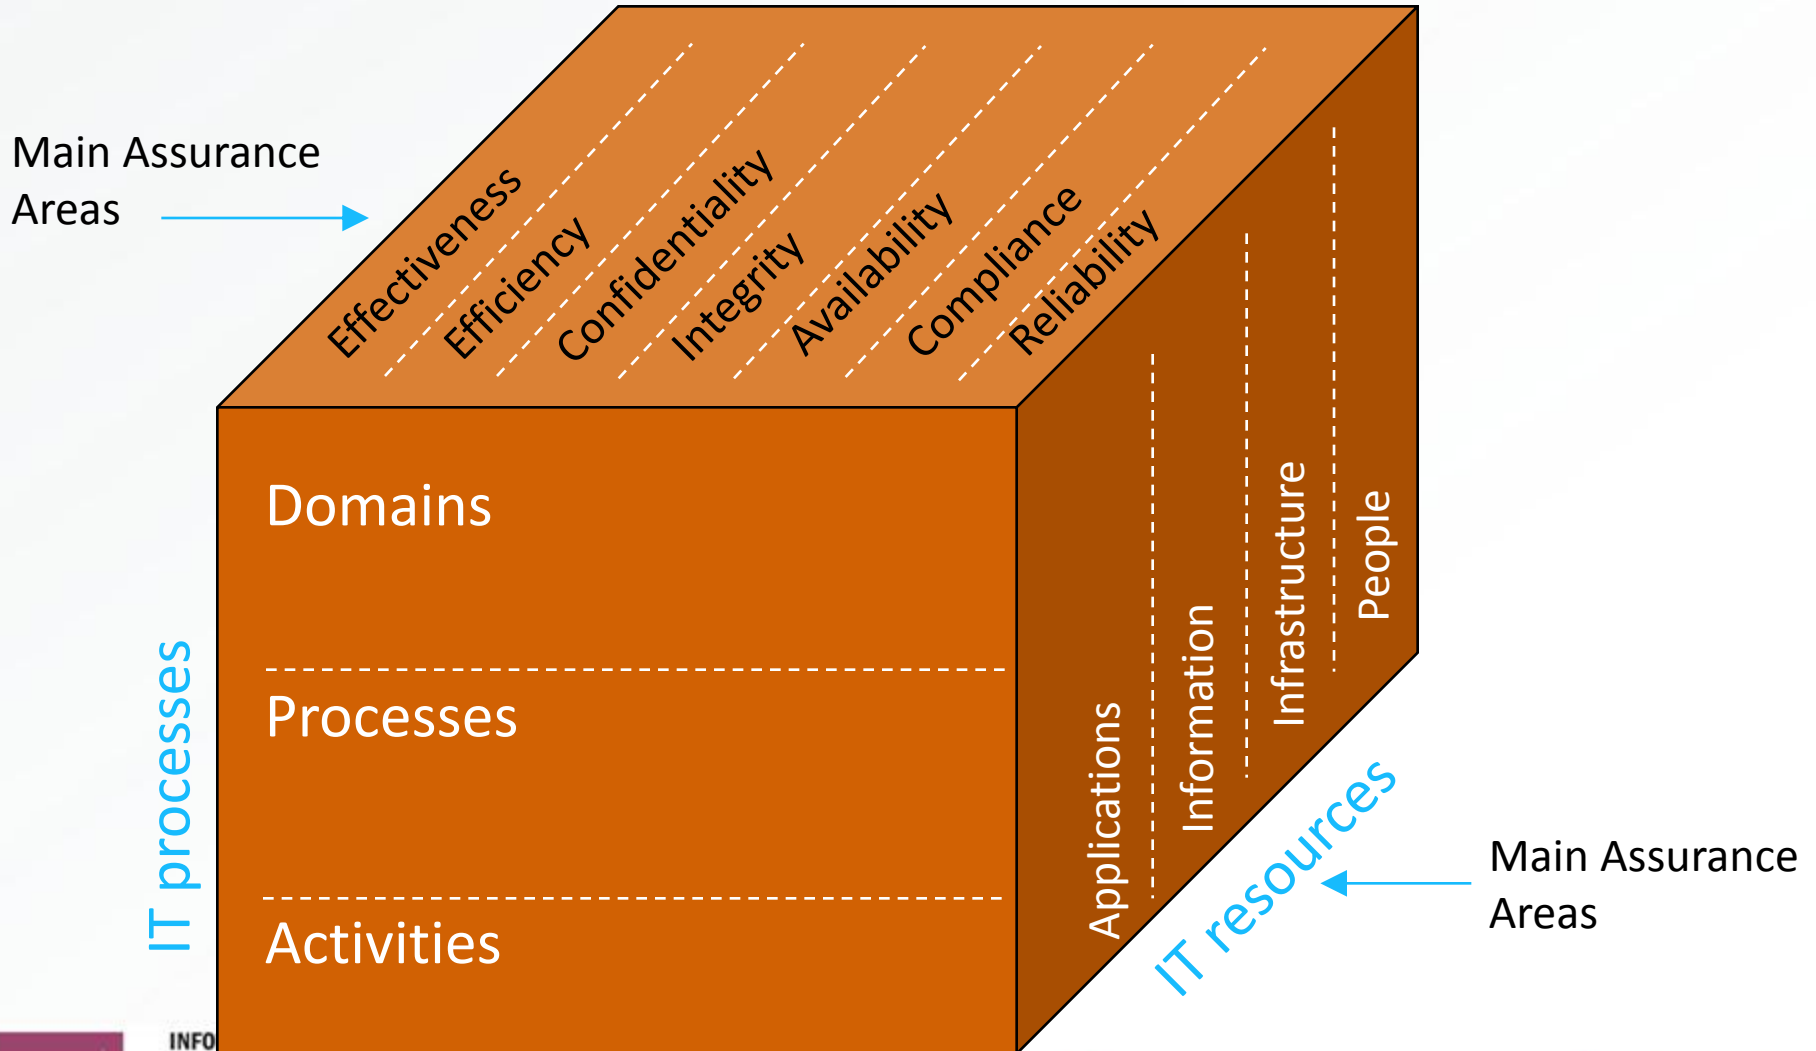 Main Assurance
Areas
Effectiveness
Efficiency
Confidentiality
Integrity
Availability
Compliance
Reliability
Domains
Processes
Activities
IT processes
Applications
Information
Infrastructure
People
IT resources
Main Assurance
Areas
INFO